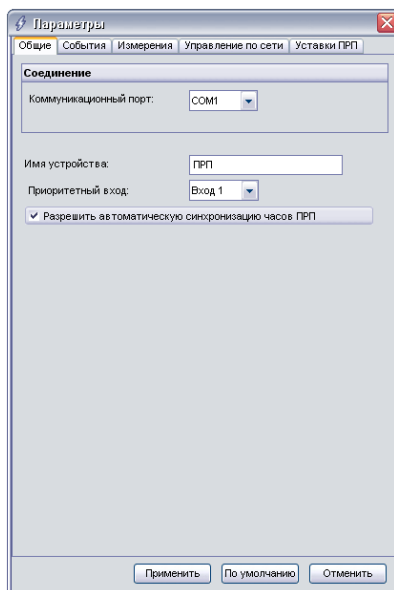 Параметры
Общие События Измерения Управление по сети Уставки ПРП
Соединение
Коммуникационный порт: COM1
Имя устройства: ПРП
Приоритетный вход: Вход 1
Разрешить автоматическую синхронизацию часов ПРП
Применить По умолчанию Отменить